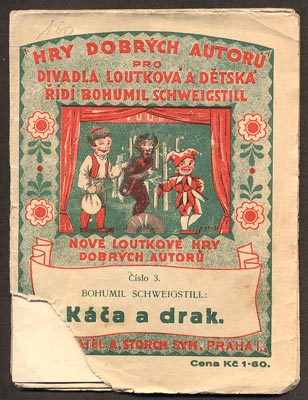 HRY DOBRÝCH AUTORŮ
PRO
DIVADLA LOUTKOVÁ A DĚTSKÁ
ŘÍDÍ BOHUMIL SCHWEIGSTILL
NOVÉ LOUTKOVÉ HRY
DOBRÝCH AUTORŮ
Číslo 3.
BOHUMIL SCHWEIGSTILL:
Káča a drak.
ATEL A. STORCH SYN, PRAHA I.
Cena Kč 1·60.